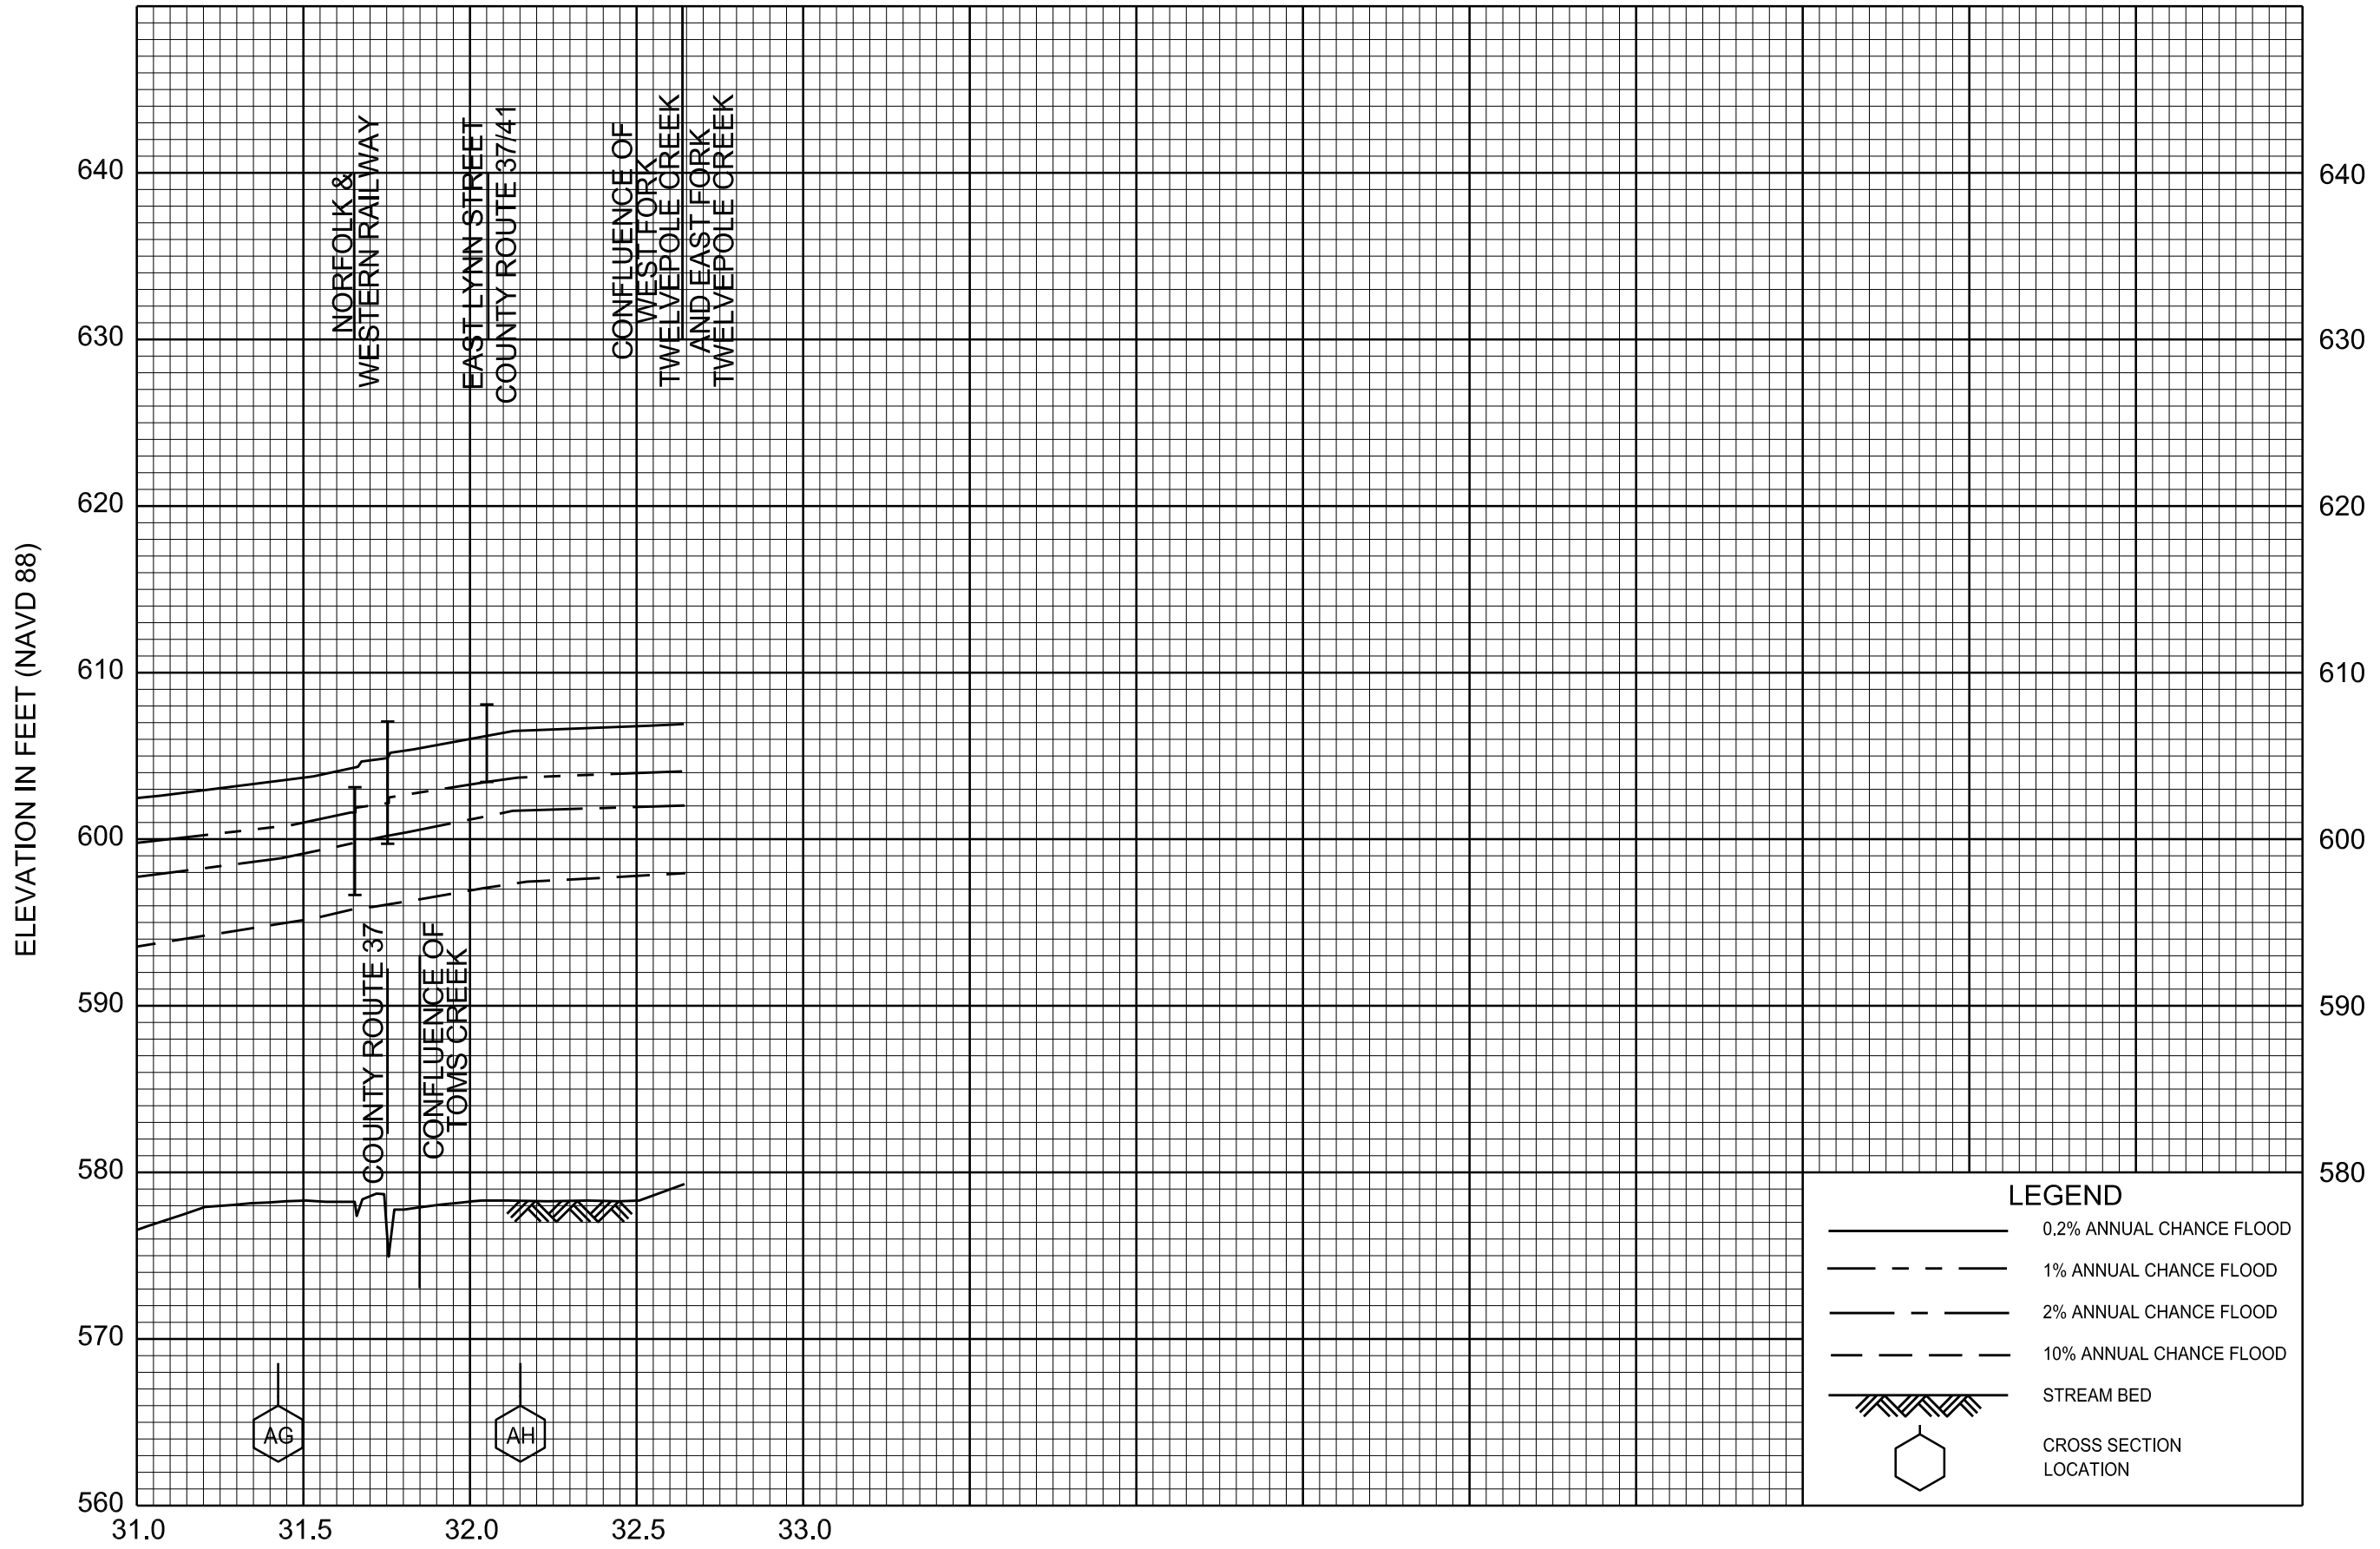 NORFOLK &
WESTERN RAILWAY
EAST LYNN STREET
COUNTY ROUTE 37/41
CONFLUENCE OF
WEST FORK
TWELVEPOLE CREEK
AND EAST FORK
TWELVEPOLE CREEK
ELEVATION IN FEET (NAVD 88)
640
630
620
610
600
590
580
570
560
640
630
620
610
600
590
580
COUNTY ROUTE 37
CONFLUENCE OF
TOMS CREEK
AG
AH
LEGEND
0.2% ANNUAL CHANCE FLOOD
1% ANNUAL CHANCE FLOOD
2% ANNUAL CHANCE FLOOD
10% ANNUAL CHANCE FLOOD
STREAM BED
CROSS SECTION
LOCATION
31.0 31.5 32.0 32.5 33.0